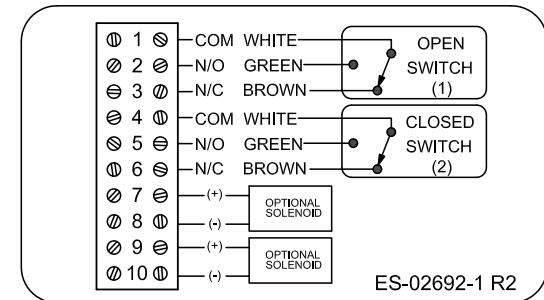 1 COM WHITE OPEN
2 N/O GREEN SWITCH
3 N/C BROWN (1)
4 COM WHITE CLOSED
5 N/O GREEN SWITCH
6 N/C BROWN (2)
7 (+) OPTIONAL
8 (-) SOLENOID
9 (+) OPTIONAL
10 (-) SOLENOID
ES-02692-1 R2